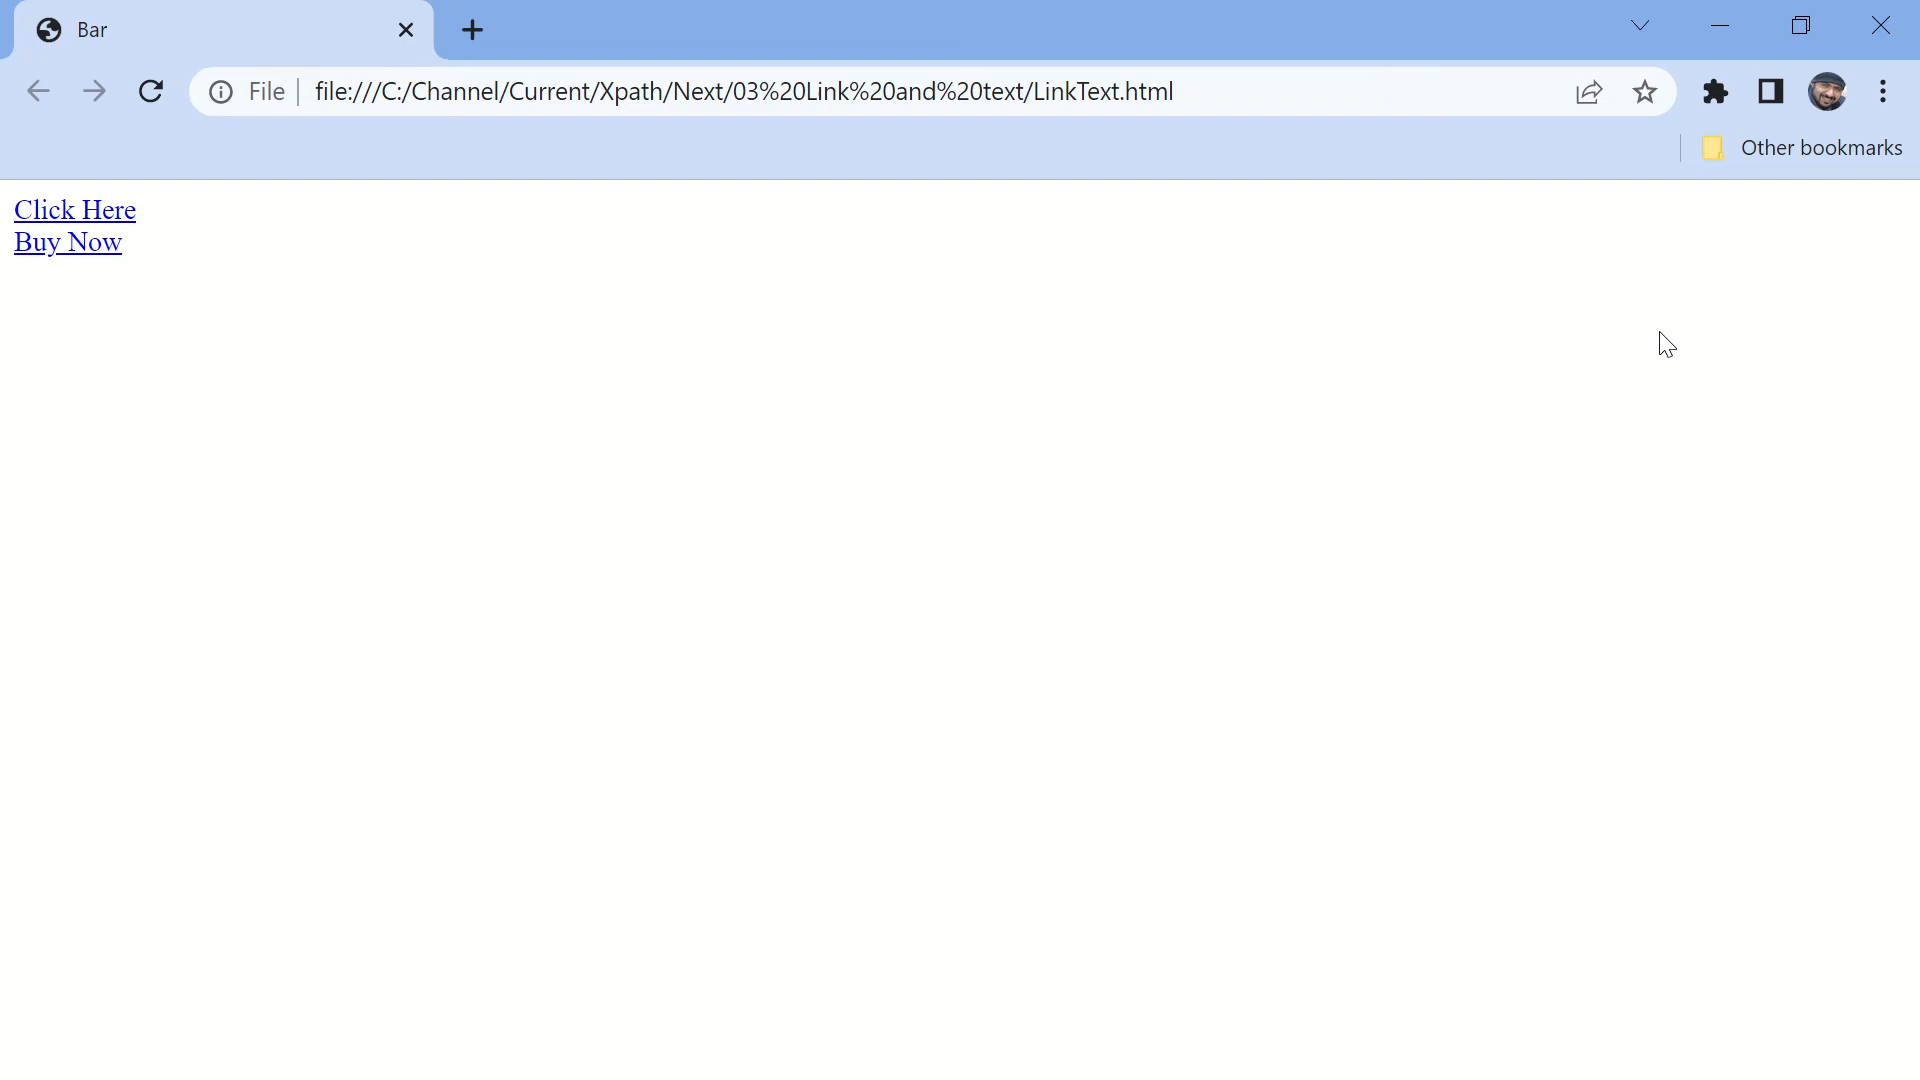 Bar
File
file:///C:/Channel/Current/Xpath/Next/03%20Link%20and%20text/LinkText.html
Other bookmarks
Click Here
Buy Now